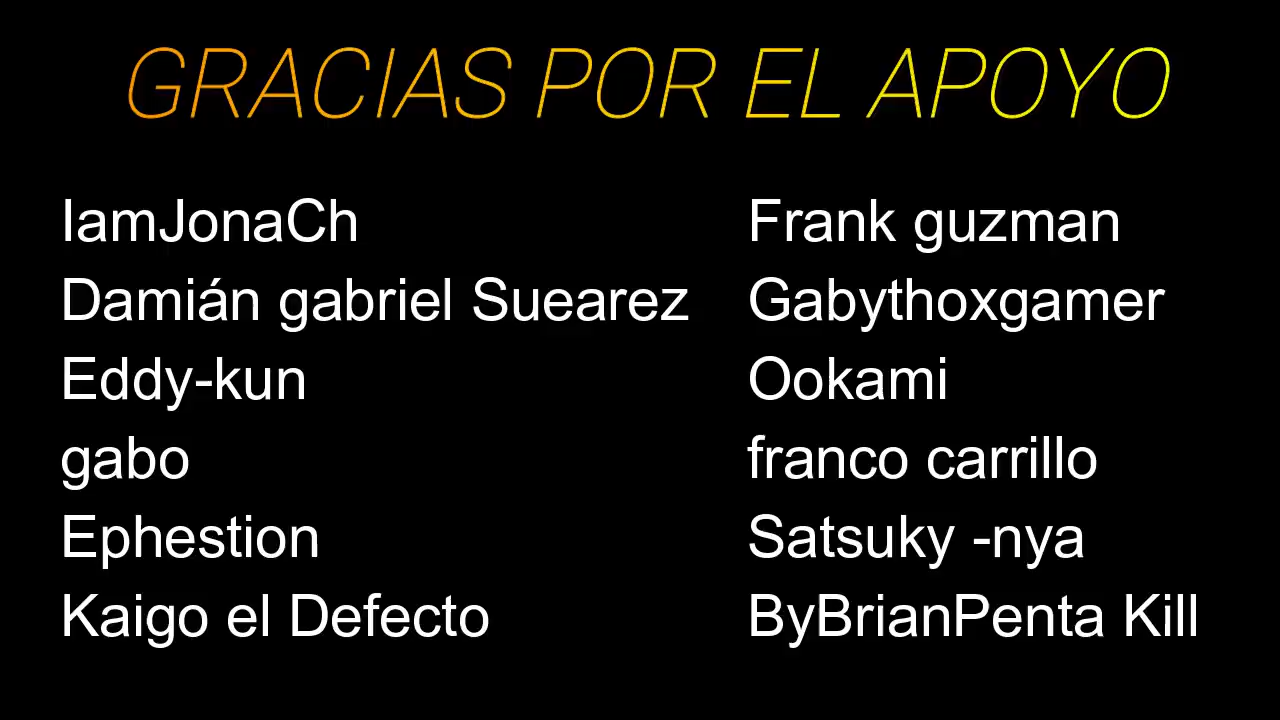 GRACIAS POR EL APOYO
IamJonaCh
Damián gabriel Suearez
Eddy-kun
gabo
Ephestion
Kaigo el Defecto
Frank guzman
Gabythoxgamer
Ookami
franco carrillo
Satsuky -nya
ByBrianPenta Kill